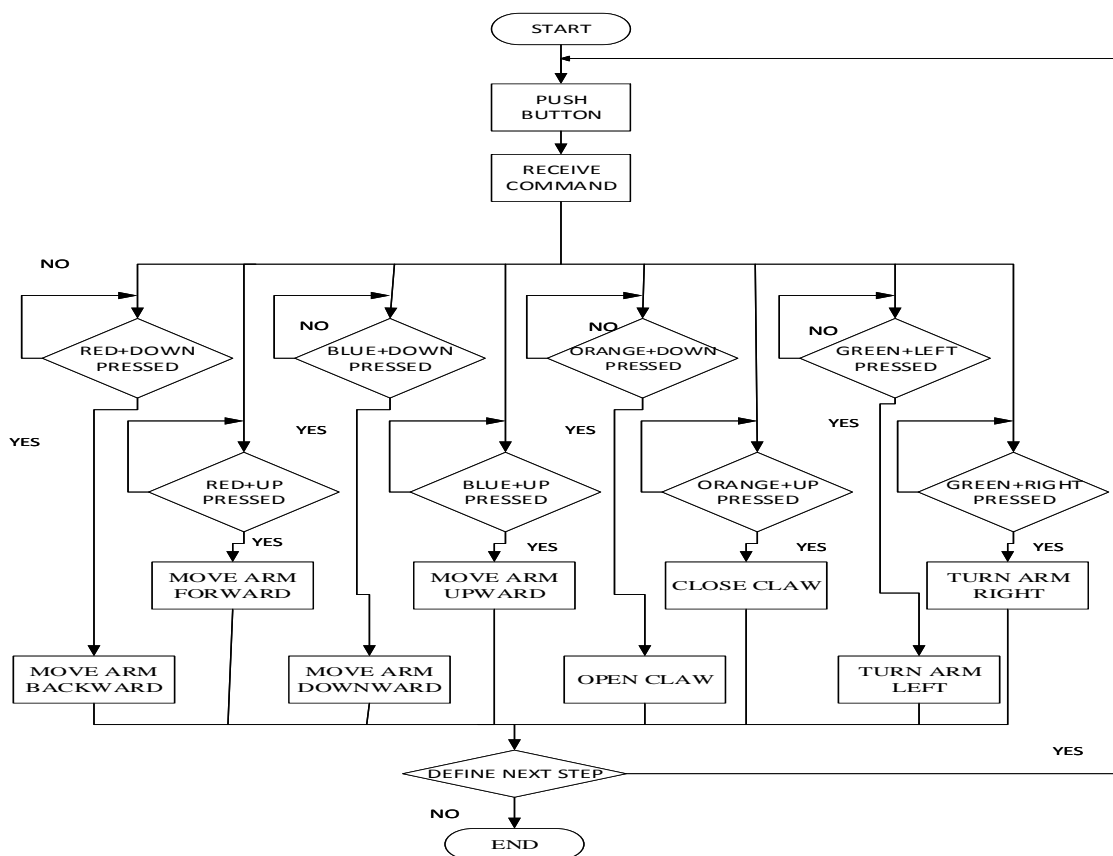 START
PUSH
BUTTON
RECEIVE
COMMAND
NO
RED+DOWN
PRESSED
NO
BLUE+DOWN
PRESSED
NO
ORANGE+DOWN
PRESSED
NO
GREEN+LEFT
PRESSED
YES
YES
YES
YES
RED+UP
PRESSED
BLUE+UP
PRESSED
ORANGE+UP
PRESSED
GREEN+RIGHT
PRESSED
YES
YES
YES
YES
MOVE ARM
FORWARD
MOVE ARM
UPWARD
CLOSE CLAW
TURN ARM
RIGHT
MOVE ARM
BACKWARD
MOVE ARM
DOWNWARD
OPEN CLAW
TURN ARM
LEFT
YES
DEFINE NEXT STEP
NO
END